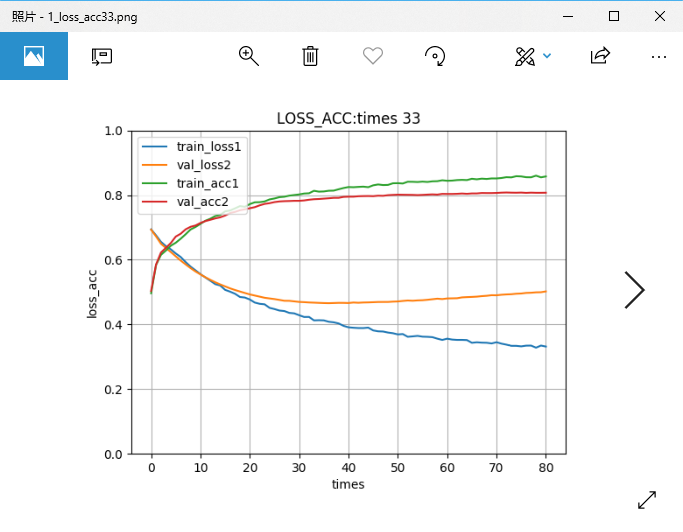 照片 - 1_loss_acc33.png
LOSS_ACC:times 33
train_loss1
val_loss2
train_acc1
val_acc2
1.0
0.8
0.6
0.4
0.2
0.0
loss_acc
0 10 20 30 40 50 60 70 80
times